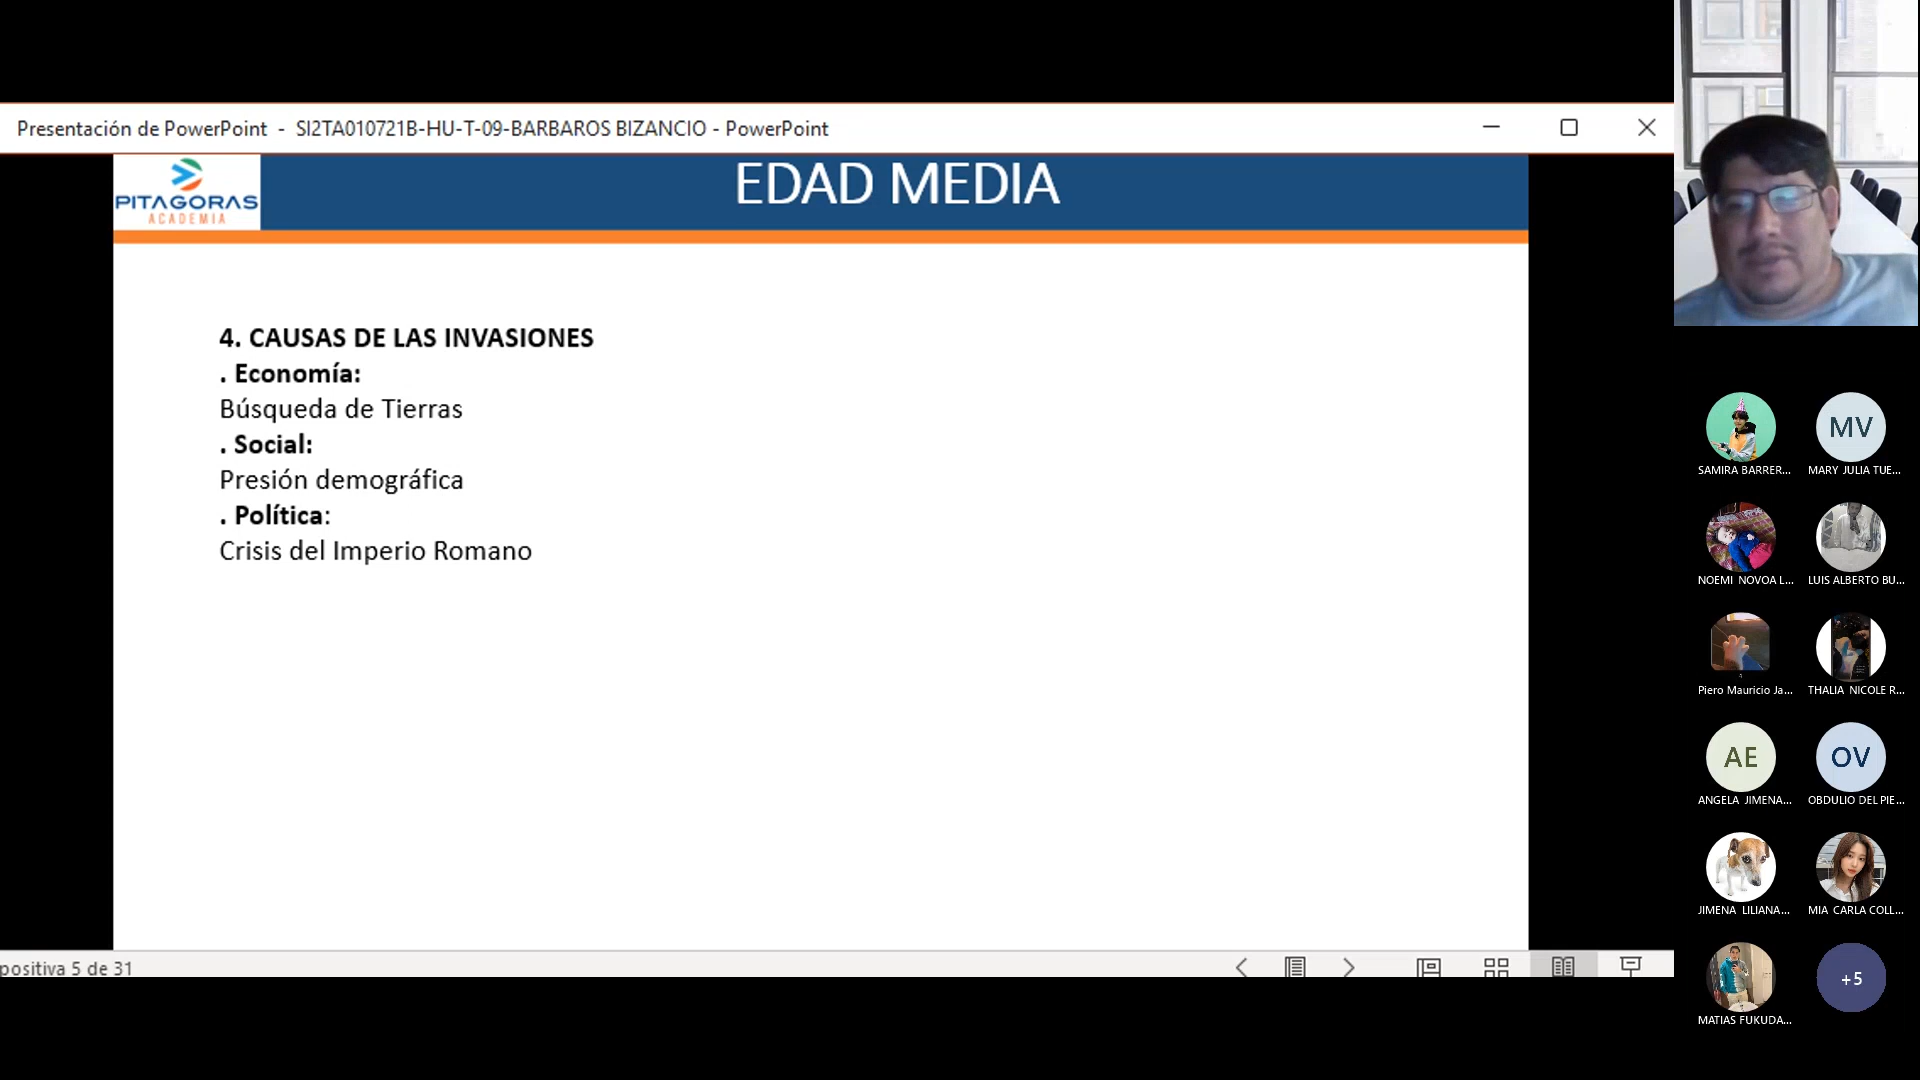 Presentación de PowerPoint - SI2TA010721B-HU-T-09-BARBAROS BIZANCIO - PowerPoint
PITAGORAS
ACADEMIA
EDAD MEDIA
4. CAUSAS DE LAS INVASIONES
. Economía:
Búsqueda de Tierras
. Social:
Presión demográfica
. Política:
Crisis del Imperio Romano
positiva 5 de 31
MV
SAMIRA BARRER...
MARY JULIA TUE...
NOEMI NOVOA L...
LUIS ALBERTO BU...
Piero Mauricio Ja...
THALIA NICOLE R...
AE
OV
ANGELA JIMENA...
OBDULIO DEL PIE...
JIMENA LILIANA...
MIA CARLA COLL...
+5
MATIAS FUKUDA...